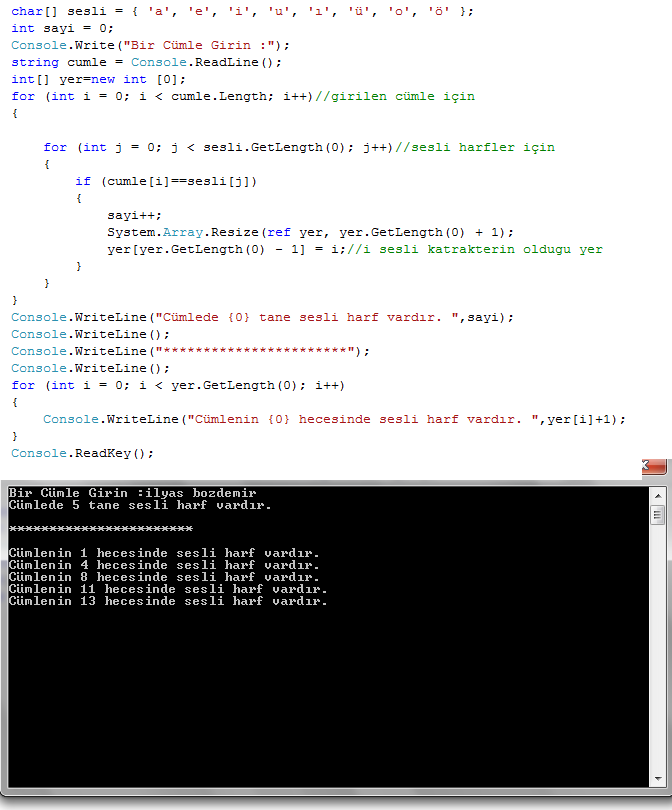 char[] sesli = { 'a', 'e', 'i', 'u', 'ı', 'ü', 'o', 'ö' };
int sayi = 0;
Console.Write("Bir Cümle Girin :");
string cumle = Console.ReadLine();
int[] yer=new int [0];
for (int i = 0; i < cumle.Length; i++)//girilen cümle için
{
for (int j = 0; j < sesli.GetLength(0); j++)//sesli harfler için
{
if (cumle[i]==sesli[j])
{
sayi++;
System.Array.Resize(ref yer, yer.GetLength(0) + 1);
yer[yer.GetLength(0) - 1] = i;//i sesli katrakterin oldugu yer
}
}
}
Console.WriteLine("Cümlede {0} tane sesli harf vardır. ",sayi);
Console.WriteLine();
Console.WriteLine("***********************");
Console.WriteLine();
for (int i = 0; i < yer.GetLength(0); i++)
{
Console.WriteLine("Cümlenin {0} hecesinde sesli harf vardır. ",yer[i]+1);
}
Console.ReadKey();
Bir Cümle Girin :ilyas bozdemir
Cümlede 5 tane sesli harf vardır.
***********************
Cümlenin 1 hecesinde sesli harf vardır.
Cümlenin 4 hecesinde sesli harf vardır.
Cümlenin 8 hecesinde sesli harf vardır.
Cümlenin 11 hecesinde sesli harf vardır.
Cümlenin 13 hecesinde sesli harf vardır.